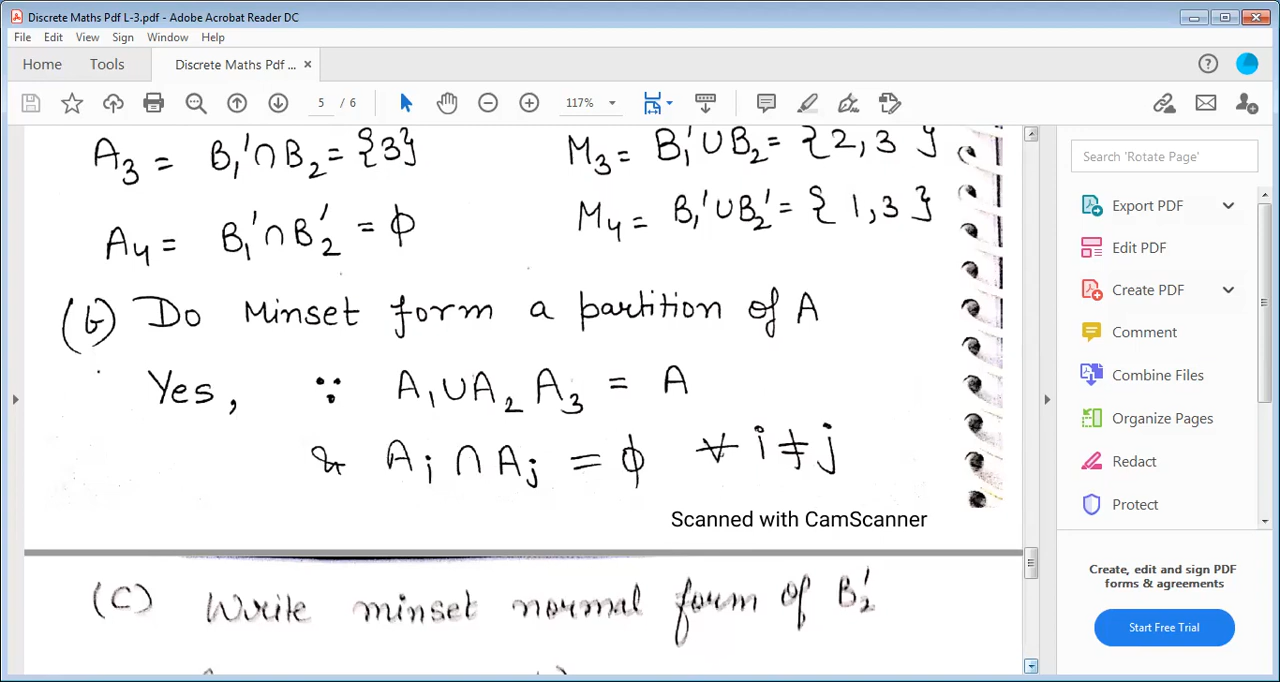 Discrete Maths Pdf L-3.pdf - Adobe Acrobat Reader DC
File Edit View Sign Window Help
Home Tools Discrete Maths Pdf ... ×
5 / 6 117%
A₃ = B₁'∩B₂ = {3} M₃ = B₁'∪B₂ = {2, 3}
A₄ = B₁'∩B₂' = φ M₄ = B₁'∪B₂' = {1, 3}
(b) Do Minset form a partition of A
Yes, ∵ A₁∪A₂ A₃ = A
& Aᵢ ∩ Aⱼ = φ ∀ i ≠ j
Scanned with CamScanner
(C) Write minset normal form of B₂'
Search 'Rotate Page'
Export PDF
Edit PDF
Create PDF
Comment
Combine Files
Organize Pages
Redact
Protect
Create, edit and sign PDF
forms & agreements
Start Free Trial